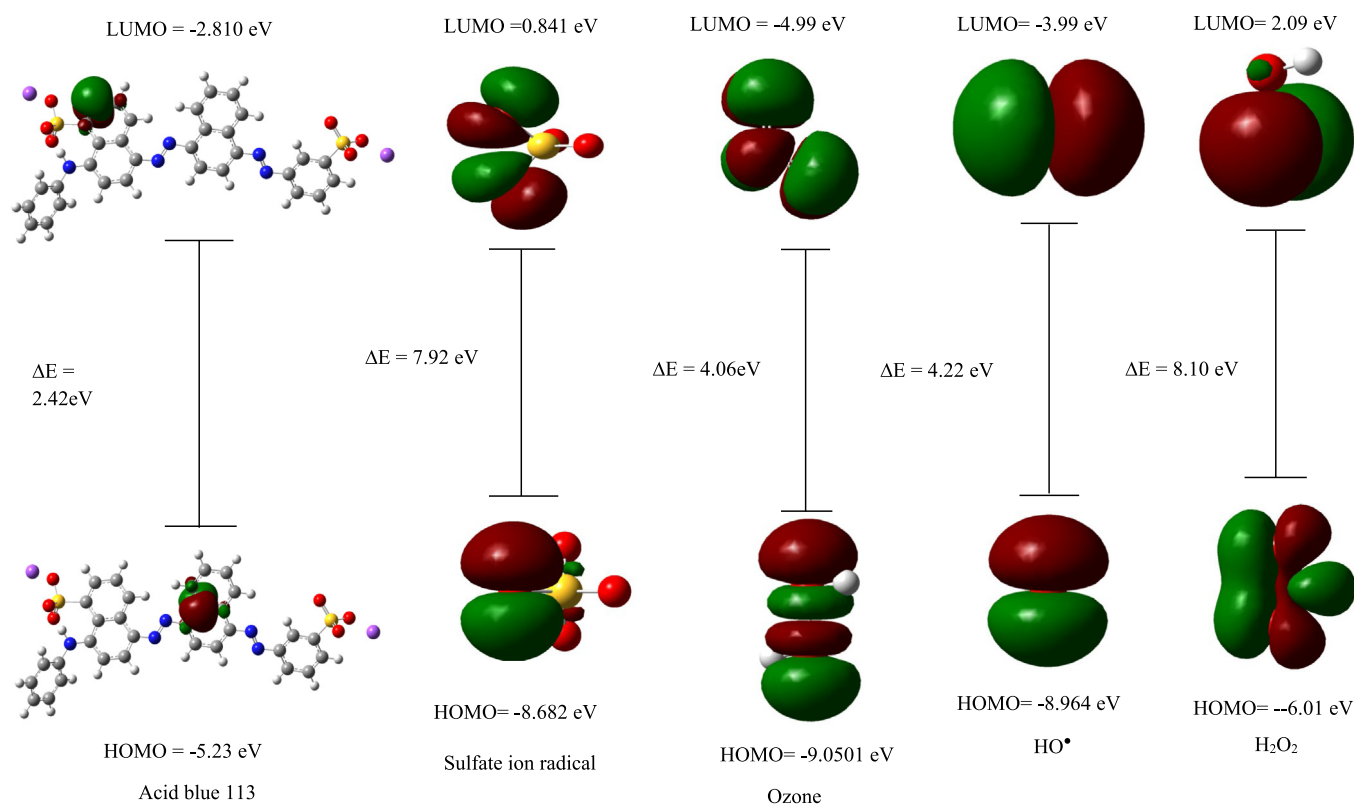 LUMO = -2.810 eV
LUMO =0.841 eV
LUMO = -4.99 eV
LUMO= -3.99 eV
LUMO= 2.09 eV
ΔE =
2.42eV
ΔE = 7.92 eV
ΔE = 4.06eV
ΔE = 4.22 eV
ΔE = 8.10 eV
HOMO = -5.23 eV
HOMO= -8.682 eV
HOMO= -9.0501 eV
HOMO= -8.964 eV
HOMO= --6.01 eV
Acid blue 113
Sulfate ion radical
Ozone
HO•
H₂O₂